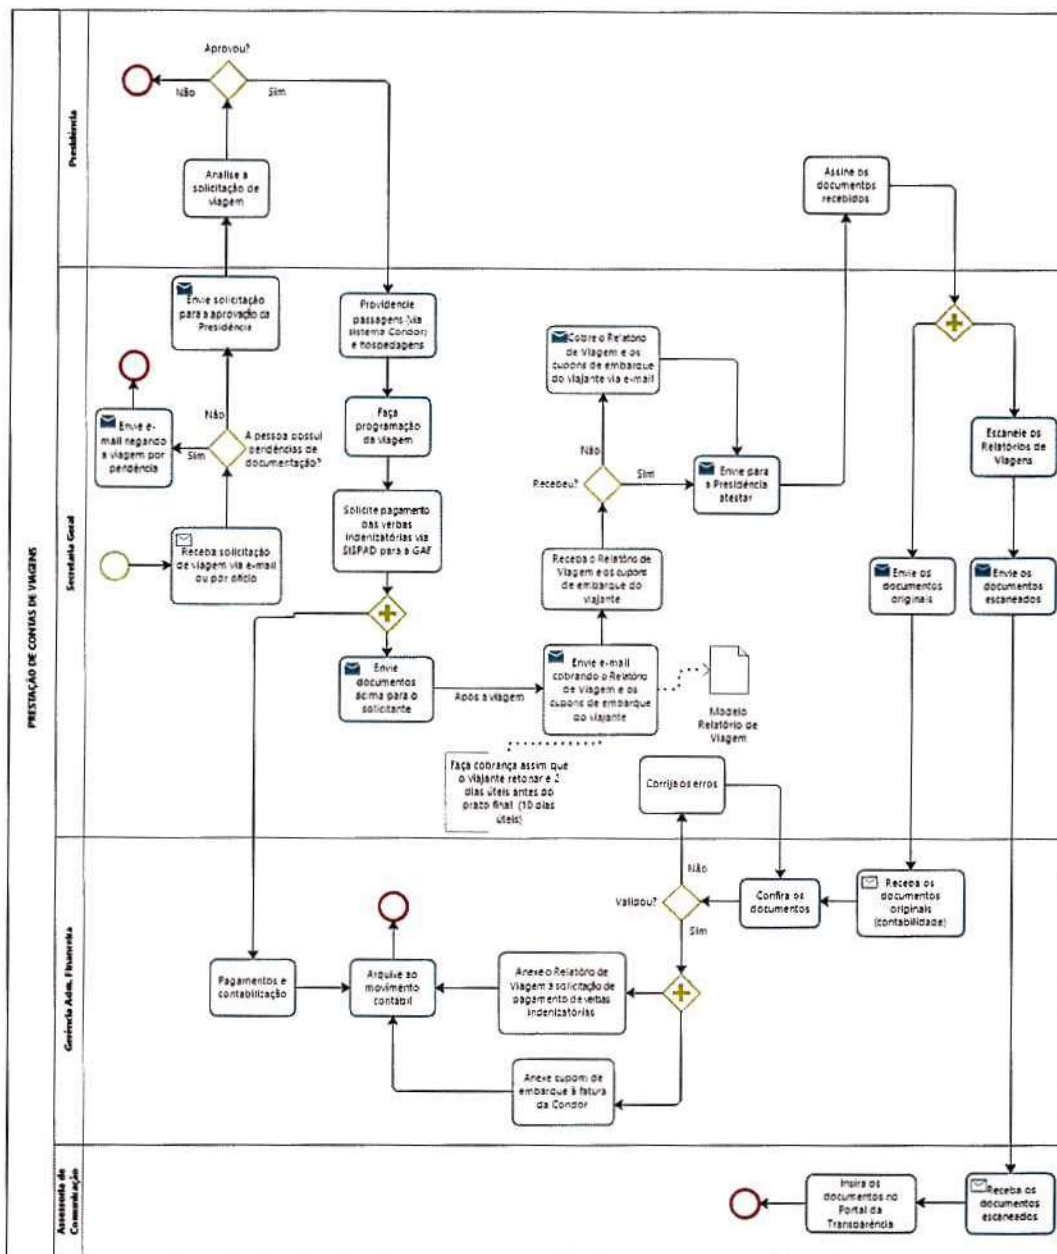 PRESTAÇÃO DE CONTAS DE VIAGENS
Presidência
Aprovou?
Não
Sim
Analise a
solicitação de
viagem
Assine os
documentos
recebidos
Secretaria Geral
Envie solicitação
para a aprovação da
Presidência
Providencie
passagens (via
sistema Condor)
e hospedagens
Cobre o Relatório
de Viagem e os
cupons de embarque
do viajante via e-mail
Envie e-
mail negando
a viagem por
pendência
Não
Sim
A pessoa possui
pendências de
documentação?
Faça
programação
da viagem
Não
Recebeu?
Sim
Envie para
a Presidência
atestar
Escaneie os
Relatórios de
Viagens
Receba solicitação
de viagem via e-mail
ou por ofício
Solicite pagamento
das verbas
indenizatórias via
SISPAD para a GAF
Receba o Relatório de
Viagem e os cupons
de embarque do
viajante
Envie os
documentos
originais
Envie os
documentos
escaneados
Envie
documentos
acima para o
solicitante
Após a viagem
Envie e-mail
cobrando o Relatório
de Viagem e os
cupons de embarque
do viajante
Modelo
Relatório de
Viagem
Faça cobrança assim que
o viajante retonar e 2
dias úteis antes do
prazo final (10 dias
úteis)
Corrija os erros
Gerência Adm. Financeira
Não
Validou?
Sim
Confira os
documentos
Receba os
documentos
originais
(contabilidade)
Pagamentos e
contabilização
Arquive ao
movimento
contábil
Anexe o Relatório de
Viagem à solicitação de
pagamento de verbas
indenizatórias
Anexe cupom de
embarque à fatura
da Condor
Assessoria de
Comunicação
Insira os
documentos no
Portal da
Transparência
Receba os
documentos
escaneados